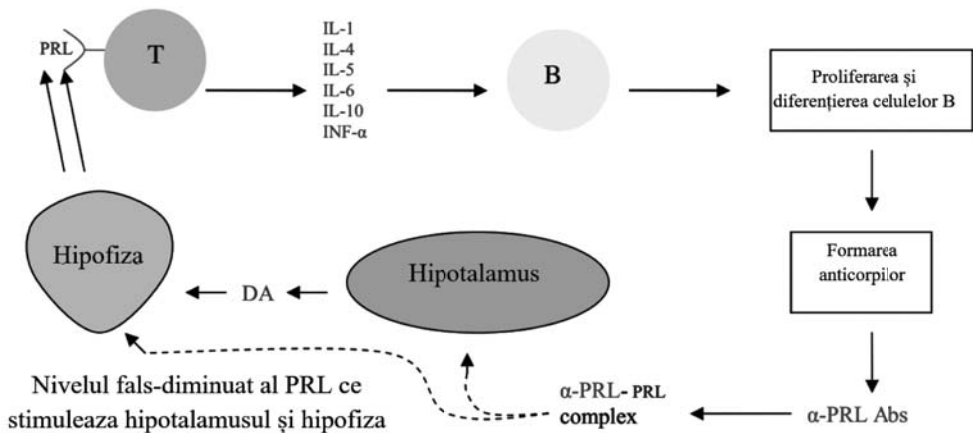 PRL
T
IL-1
IL-4
IL-5
IL-6
IL-10
INF-α
B
Proliferarea și
diferențierea celulelor B
Hipofiza
DA
Hipotalamus
Formarea
anticorpilor
Nivelul fals-diminuat al PRL ce
stimuleaza hipotalamusul și hipofiza
α-PRL-PRL
complex
α-PRL Abs